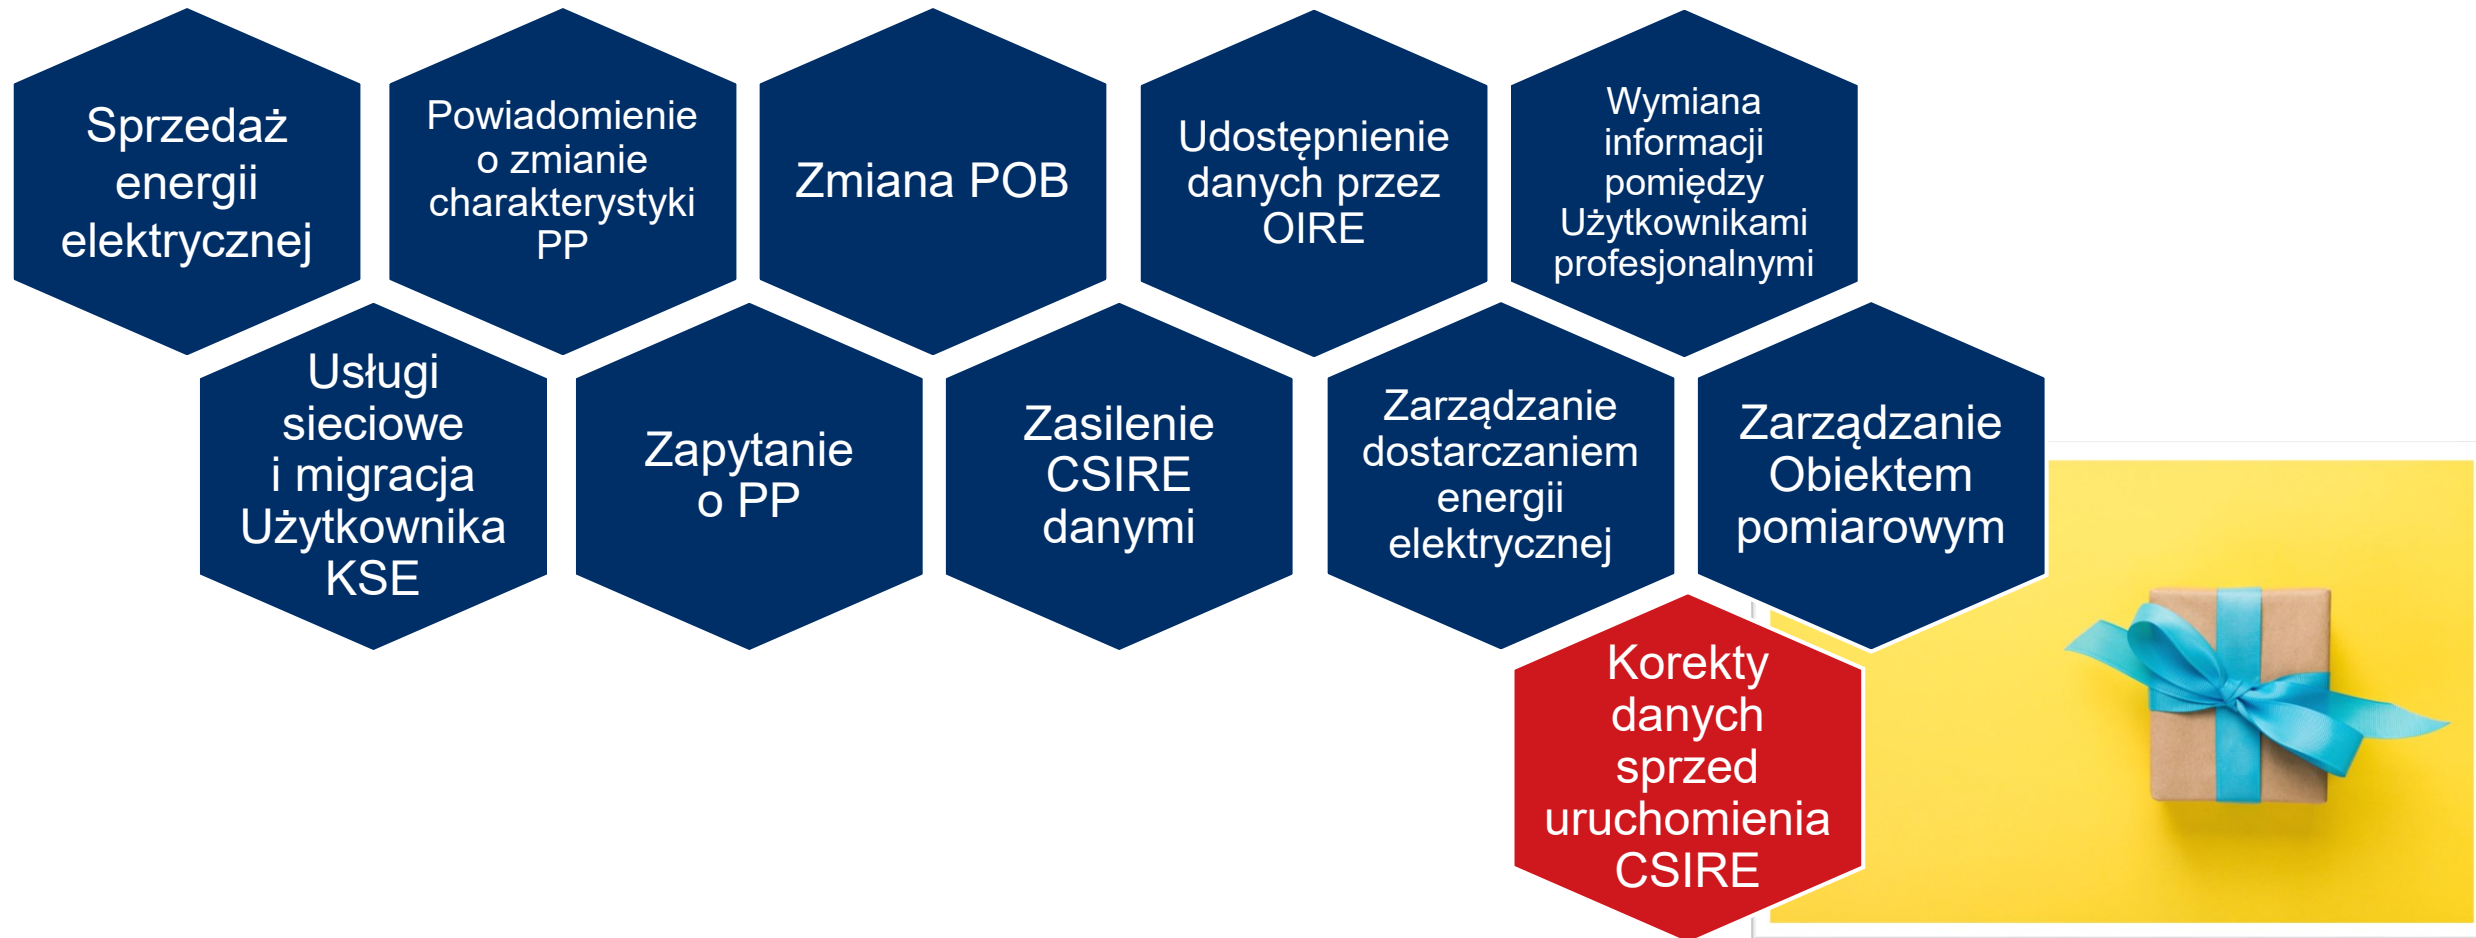 Sprzedaż
energii
elektrycznej
Powiadomienie
o zmianie
charakterystyki
PP
Zmiana POB
Udostępnienie
danych przez
OIRE
Wymiana
informacji
pomiędzy
Użytkownikami
profesjonalnymi
Usługi
sieciowe
i migracja
Użytkownika
KSE
Zapytanie
o PP
Zasilenie
CSIRE
danymi
Zarządzanie
dostarczaniem
energii
elektrycznej
Zarządzanie
Obiektem
pomiarowym
Korekty
danych
sprzed
uruchomienia
CSIRE